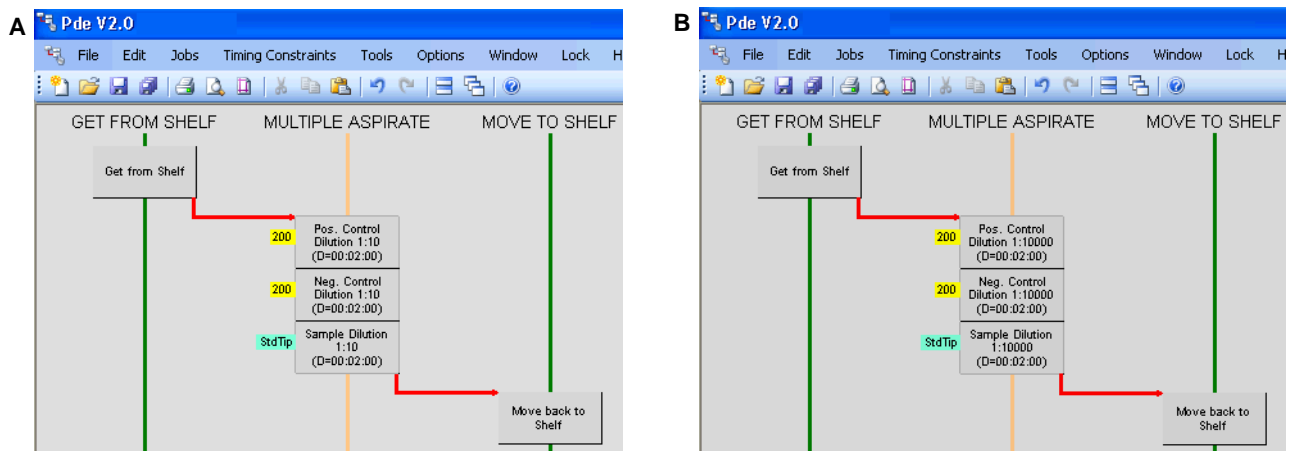 A
Pde V2.0
File Edit Jobs Timing Constraints Tools Options Window Lock H
GET FROM SHELF MULTIPLE ASPIRATE MOVE TO SHELF
Get from Shelf
200
Pos. Control
Dilution 1:10
(D=00:02:00)
200
Neg. Control
Dilution 1:10
(D=00:02:00)
StdTip
Sample Dilution
1:10
(D=00:02:00)
Move back to
Shelf
B
Pde V2.0
File Edit Jobs Timing Constraints Tools Options Window Lock H
GET FROM SHELF MULTIPLE ASPIRATE MOVE TO SHELF
Get from Shelf
200
Pos. Control
Dilution 1:10000
(D=00:02:00)
200
Neg. Control
Dilution 1:10000
(D=00:02:00)
StdTip
Sample Dilution
1:10000
(D=00:02:00)
Move back to
Shelf